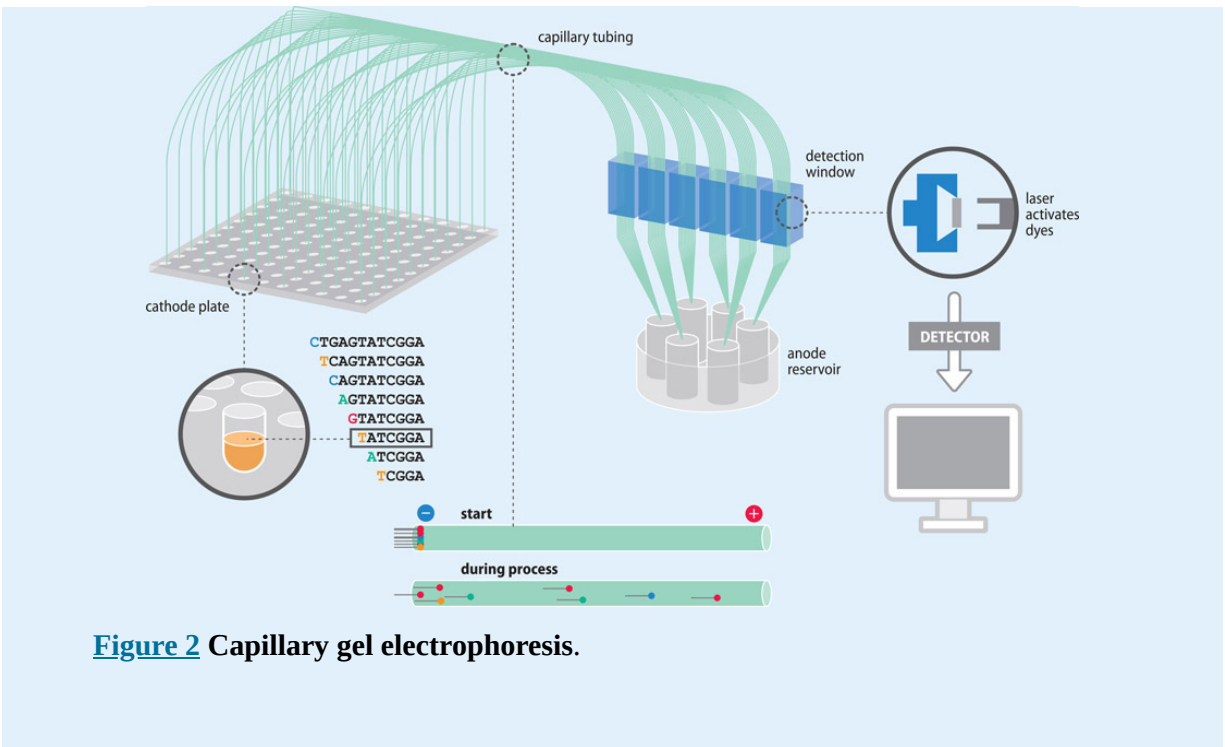 capillary tubing
detection
window
laser
activates
dyes
cathode plate
DETECTOR
CTGAGTATCGGA
TCAGTATCGGA
CAGTATCGGA
AGTATCGGA
GTATCGGA
TATCGGA
ATCGGA
TCGGA
anode
reservoir
− start +
during process
Figure 2 Capillary gel electrophoresis.